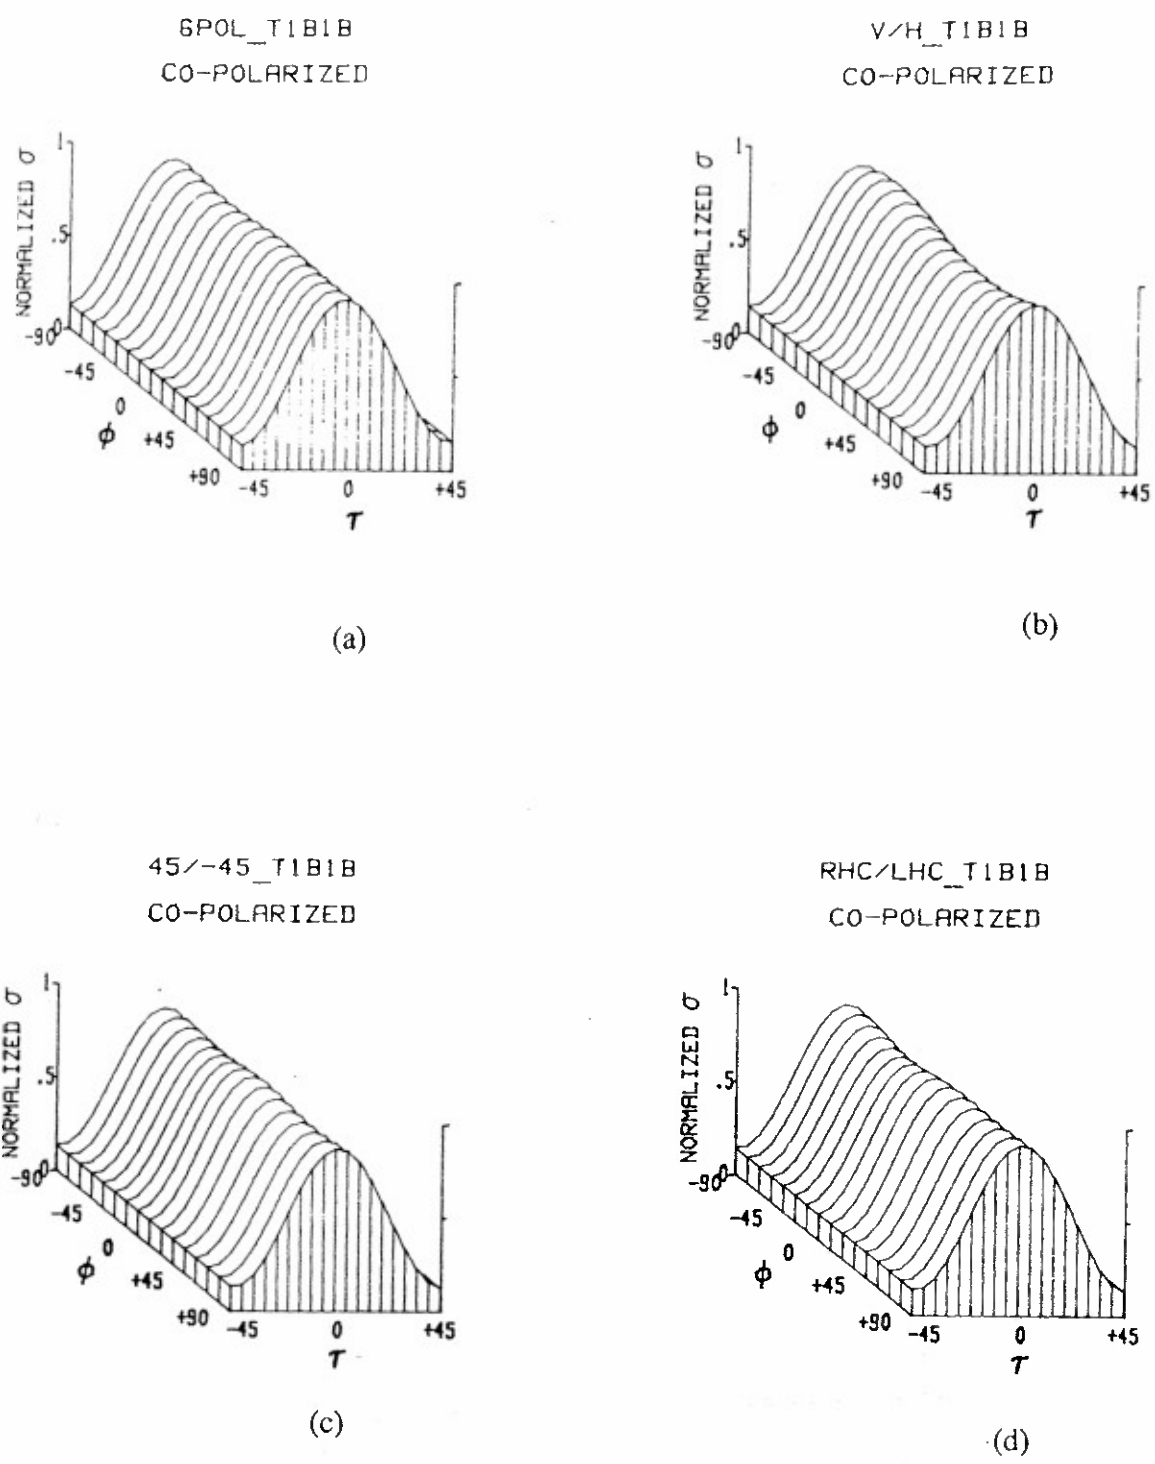 6POL_T1B1B
CO-POLARIZED
NORMALIZED σ
1
.5
0
-90
-45
0
+45
+90
ϕ
-45
0
+45
τ
(a)
V/H_T1B1B
CO-POLARIZED
NORMALIZED σ
1
.5
0
-90
-45
0
+45
+90
ϕ
-45
0
+45
τ
(b)
45/-45_T1B1B
CO-POLARIZED
NORMALIZED σ
1
.5
0
-90
-45
0
+45
+90
ϕ
-45
0
+45
τ
(c)
RHC/LHC_T1B1B
CO-POLARIZED
NORMALIZED σ
1
.5
0
-90
-45
0
+45
+90
ϕ
-45
0
+45
τ
(d)